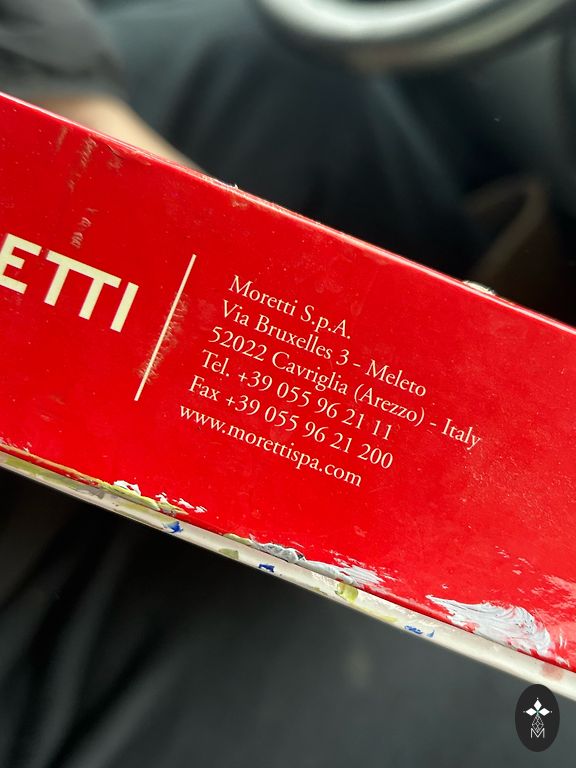 ETTI
Moretti S.p.A.
Via Bruxelles 3 - Meleto
52022 Cavriglia (Arezzo) - Italy
Tel. +39 055 96 21 11
Fax +39 055 96 21 200
www.morettispa.com
M